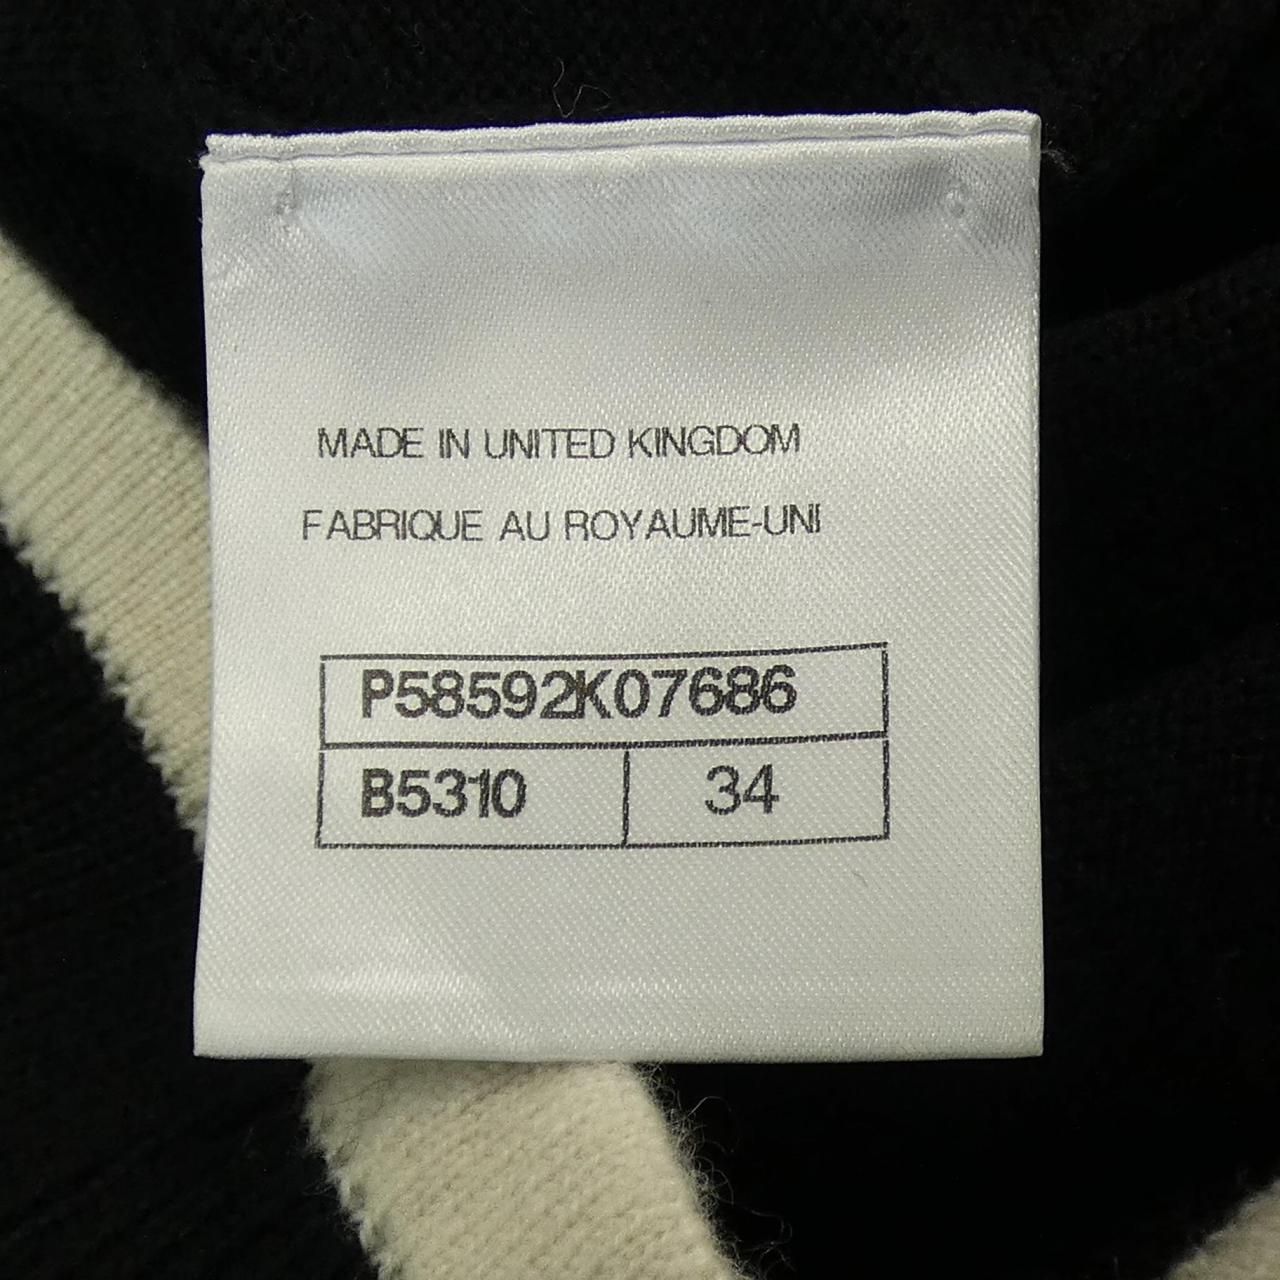 MADE IN UNITED KINGDOM
FABRIQUE AU ROYAUME-UNI
P58592K07686
B5310 34